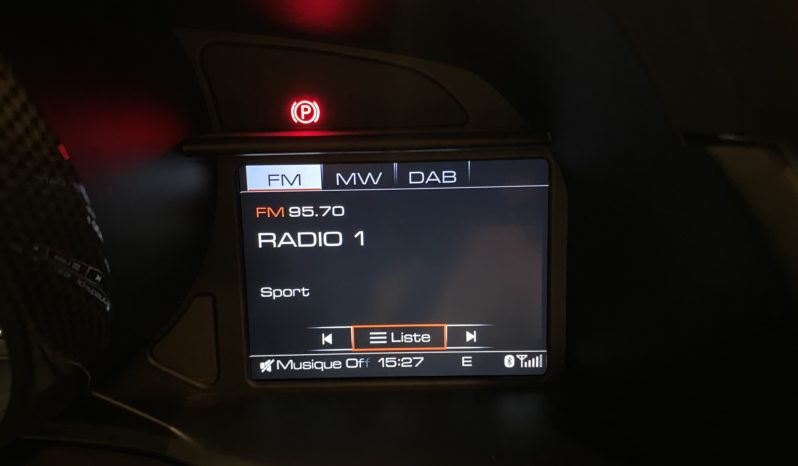 P
FM MW DAB
FM 95.70
RADIO 1
Sport
Liste
Musique Off 15:27 E